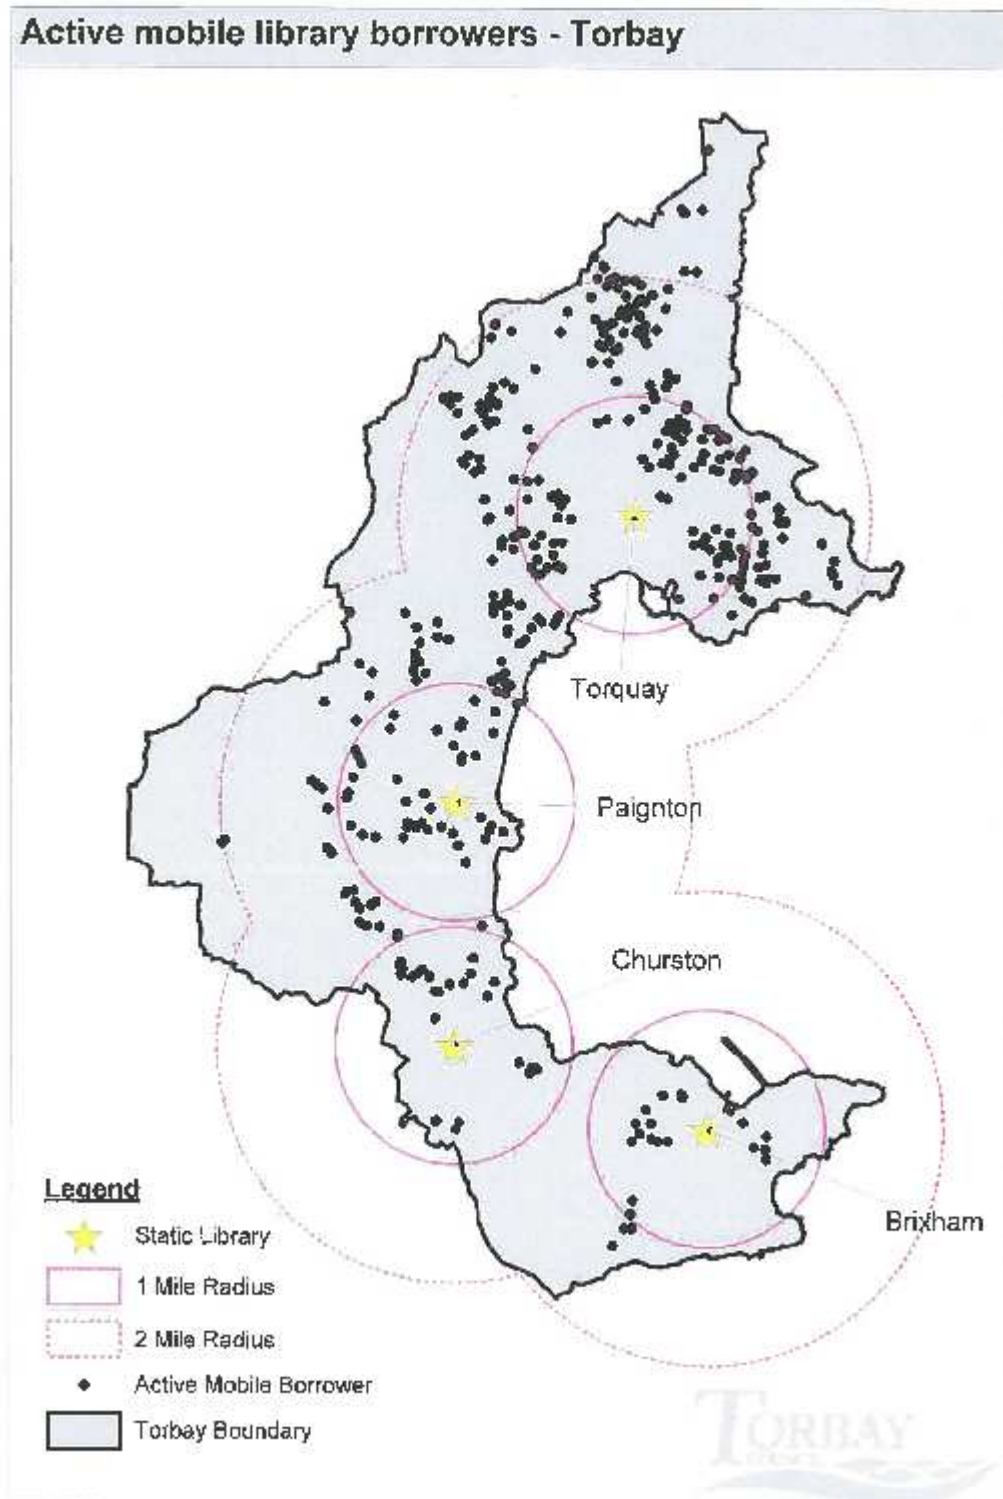 Active mobile library borrowers - Torbay
Torquay
Paignton
Churston
Brixham
Legend
Static Library
1 Mile Radius
2 Mile Radius
Active Mobile Borrower
Torbay Boundary
TORBAY
COUNCIL